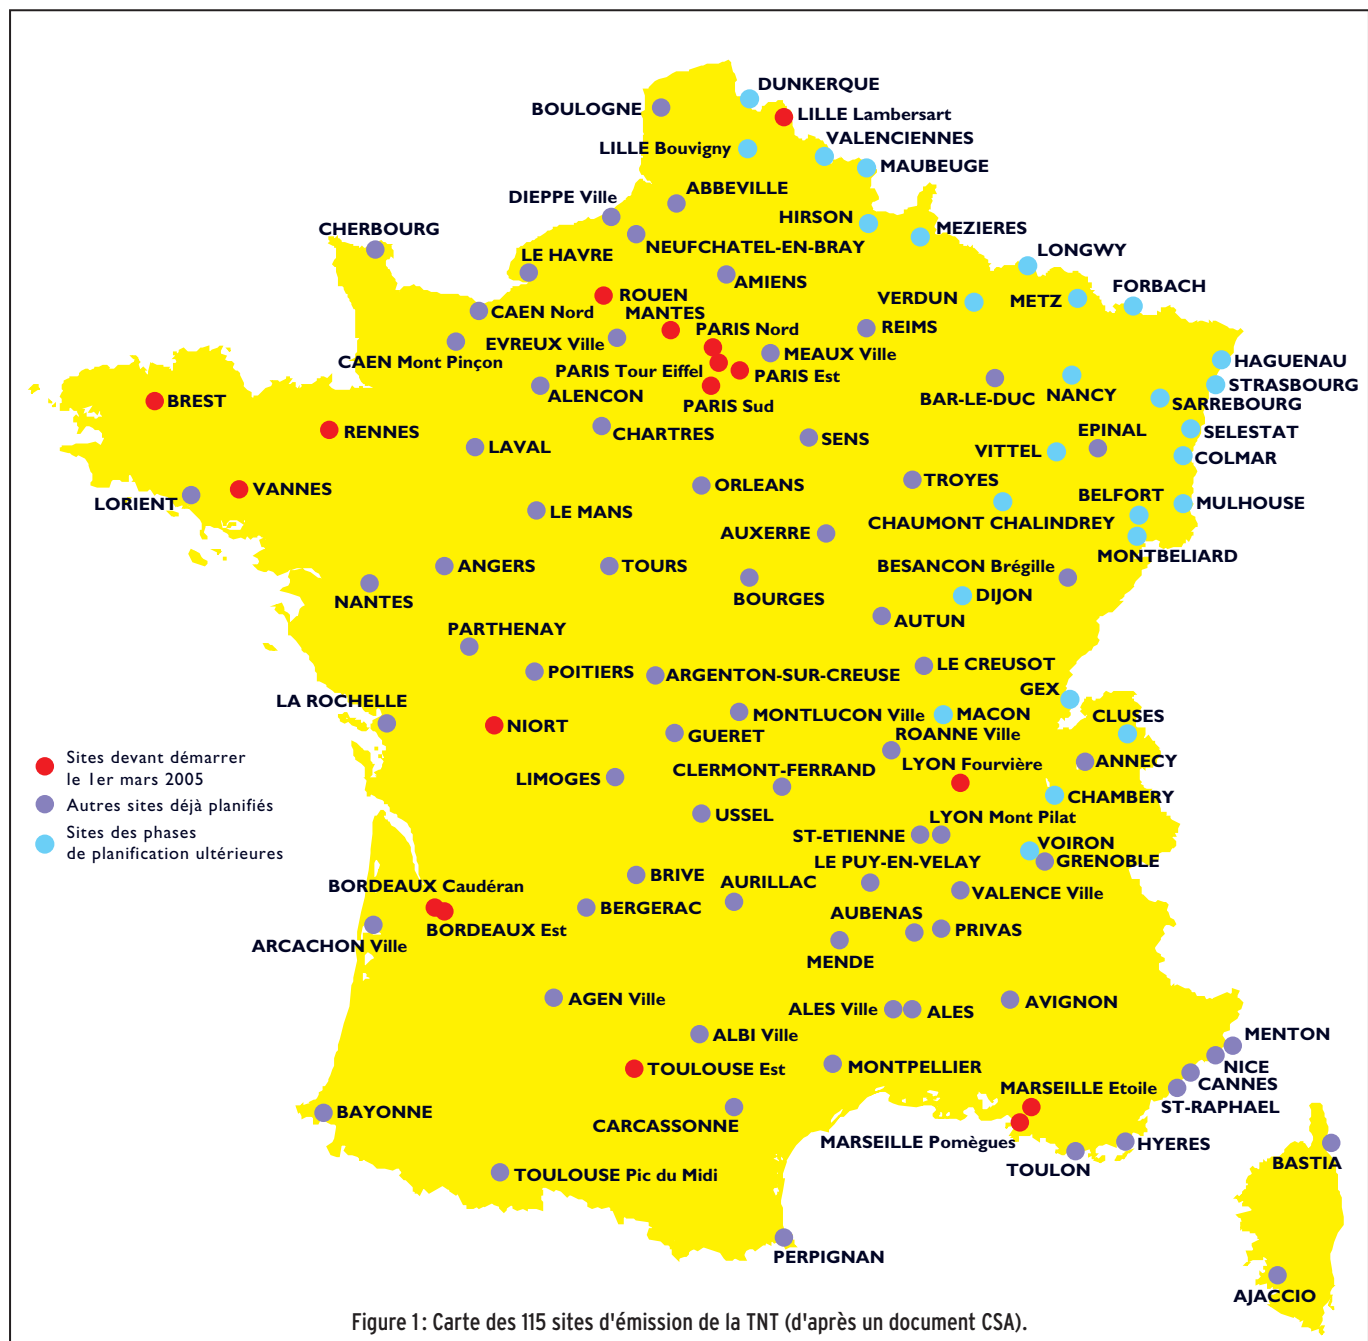 DUNKERQUE
BOULOGNE
LILLE Lambersart
VALENCIENNES
LILLE Bouvigny
MAUBEUGE
ABBEVILLE
DIEPPE Ville
HIRSON
MEZIERES
CHERBOURG
NEUFCHATEL-EN-BRAY
LONGWY
LE HAVRE
AMIENS
FORBACH
ROUEN
VERDUN
METZ
CAEN Nord
MANTES
PARIS Nord
REIMS
EVREUX Ville
MEAUX Ville
CAEN Mont Pinçon
HAGUENAU
PARIS Tour Eiffel
PARIS Est
STRASBOURG
ALENCON
BAR-LE-DUC
NANCY
BREST
PARIS Sud
SARREBOURG
RENNES
CHARTRES
EPINAL
SELESTAT
LAVAL
SENS
VITTEL
COLMAR
VANNES
ORLEANS
TROYES
LORIENT
BELFORT
MULHOUSE
LE MANS
CHAUMONT CHALINDREY
AUXERRE
MONTBELIARD
ANGERS
TOURS
BESANCON Brégille
NANTES
BOURGES
DIJON
AUTUN
PARTHENAY
POITIERS
ARGENTON-SUR-CREUSE
LE CREUSOT
GEX
LA ROCHELLE
MONTLUCON Ville
MACON
CLUSES
NIORT
GUERET
ROANNE Ville
Sites devant démarrer
le 1er mars 2005
LYON Fourvière
ANNECY
LIMOGES
CLERMONT-FERRAND
Autres sites déjà planifiés
CHAMBERY
USSEL
LYON Mont Pilat
Sites des phases
de planification ultérieures
ST-ETIENNE
VOIRON
LE PUY-EN-VELAY
GRENOBLE
BRIVE
AURILLAC
BORDEAUX Caudéran
VALENCE Ville
BERGERAC
AUBENAS
BORDEAUX Est
PRIVAS
ARCACHON Ville
MENDE
AGEN Ville
ALES Ville
ALES
AVIGNON
ALBI Ville
MENTON
TOULOUSE Est
MONTPELLIER
NICE
MARSEILLE Etoile
CANNES
ST-RAPHAEL
BAYONNE
CARCASSONNE
MARSEILLE Pomègues
HYERES
TOULON
BASTIA
TOULOUSE Pic du Midi
PERPIGNAN
AJACCIO
Figure 1 : Carte des 115 sites d'émission de la TNT (d'après un document CSA).